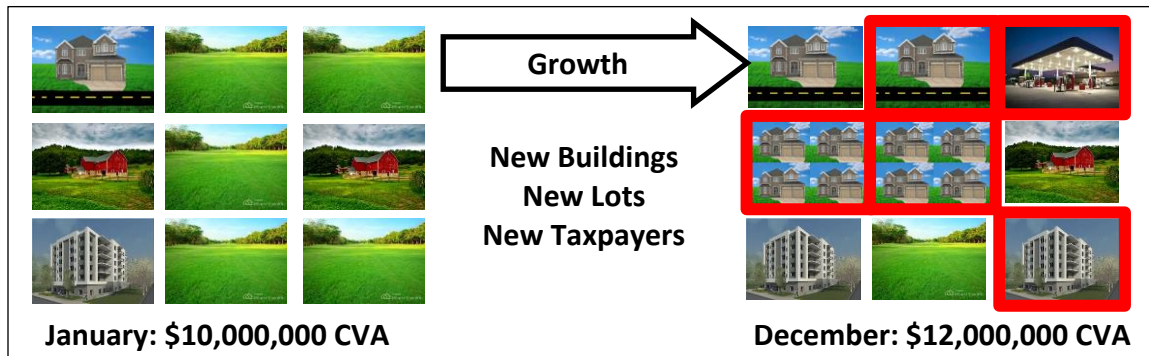 Growth
New Buildings
New Lots
New Taxpayers
January: $10,000,000 CVA
December: $12,000,000 CVA